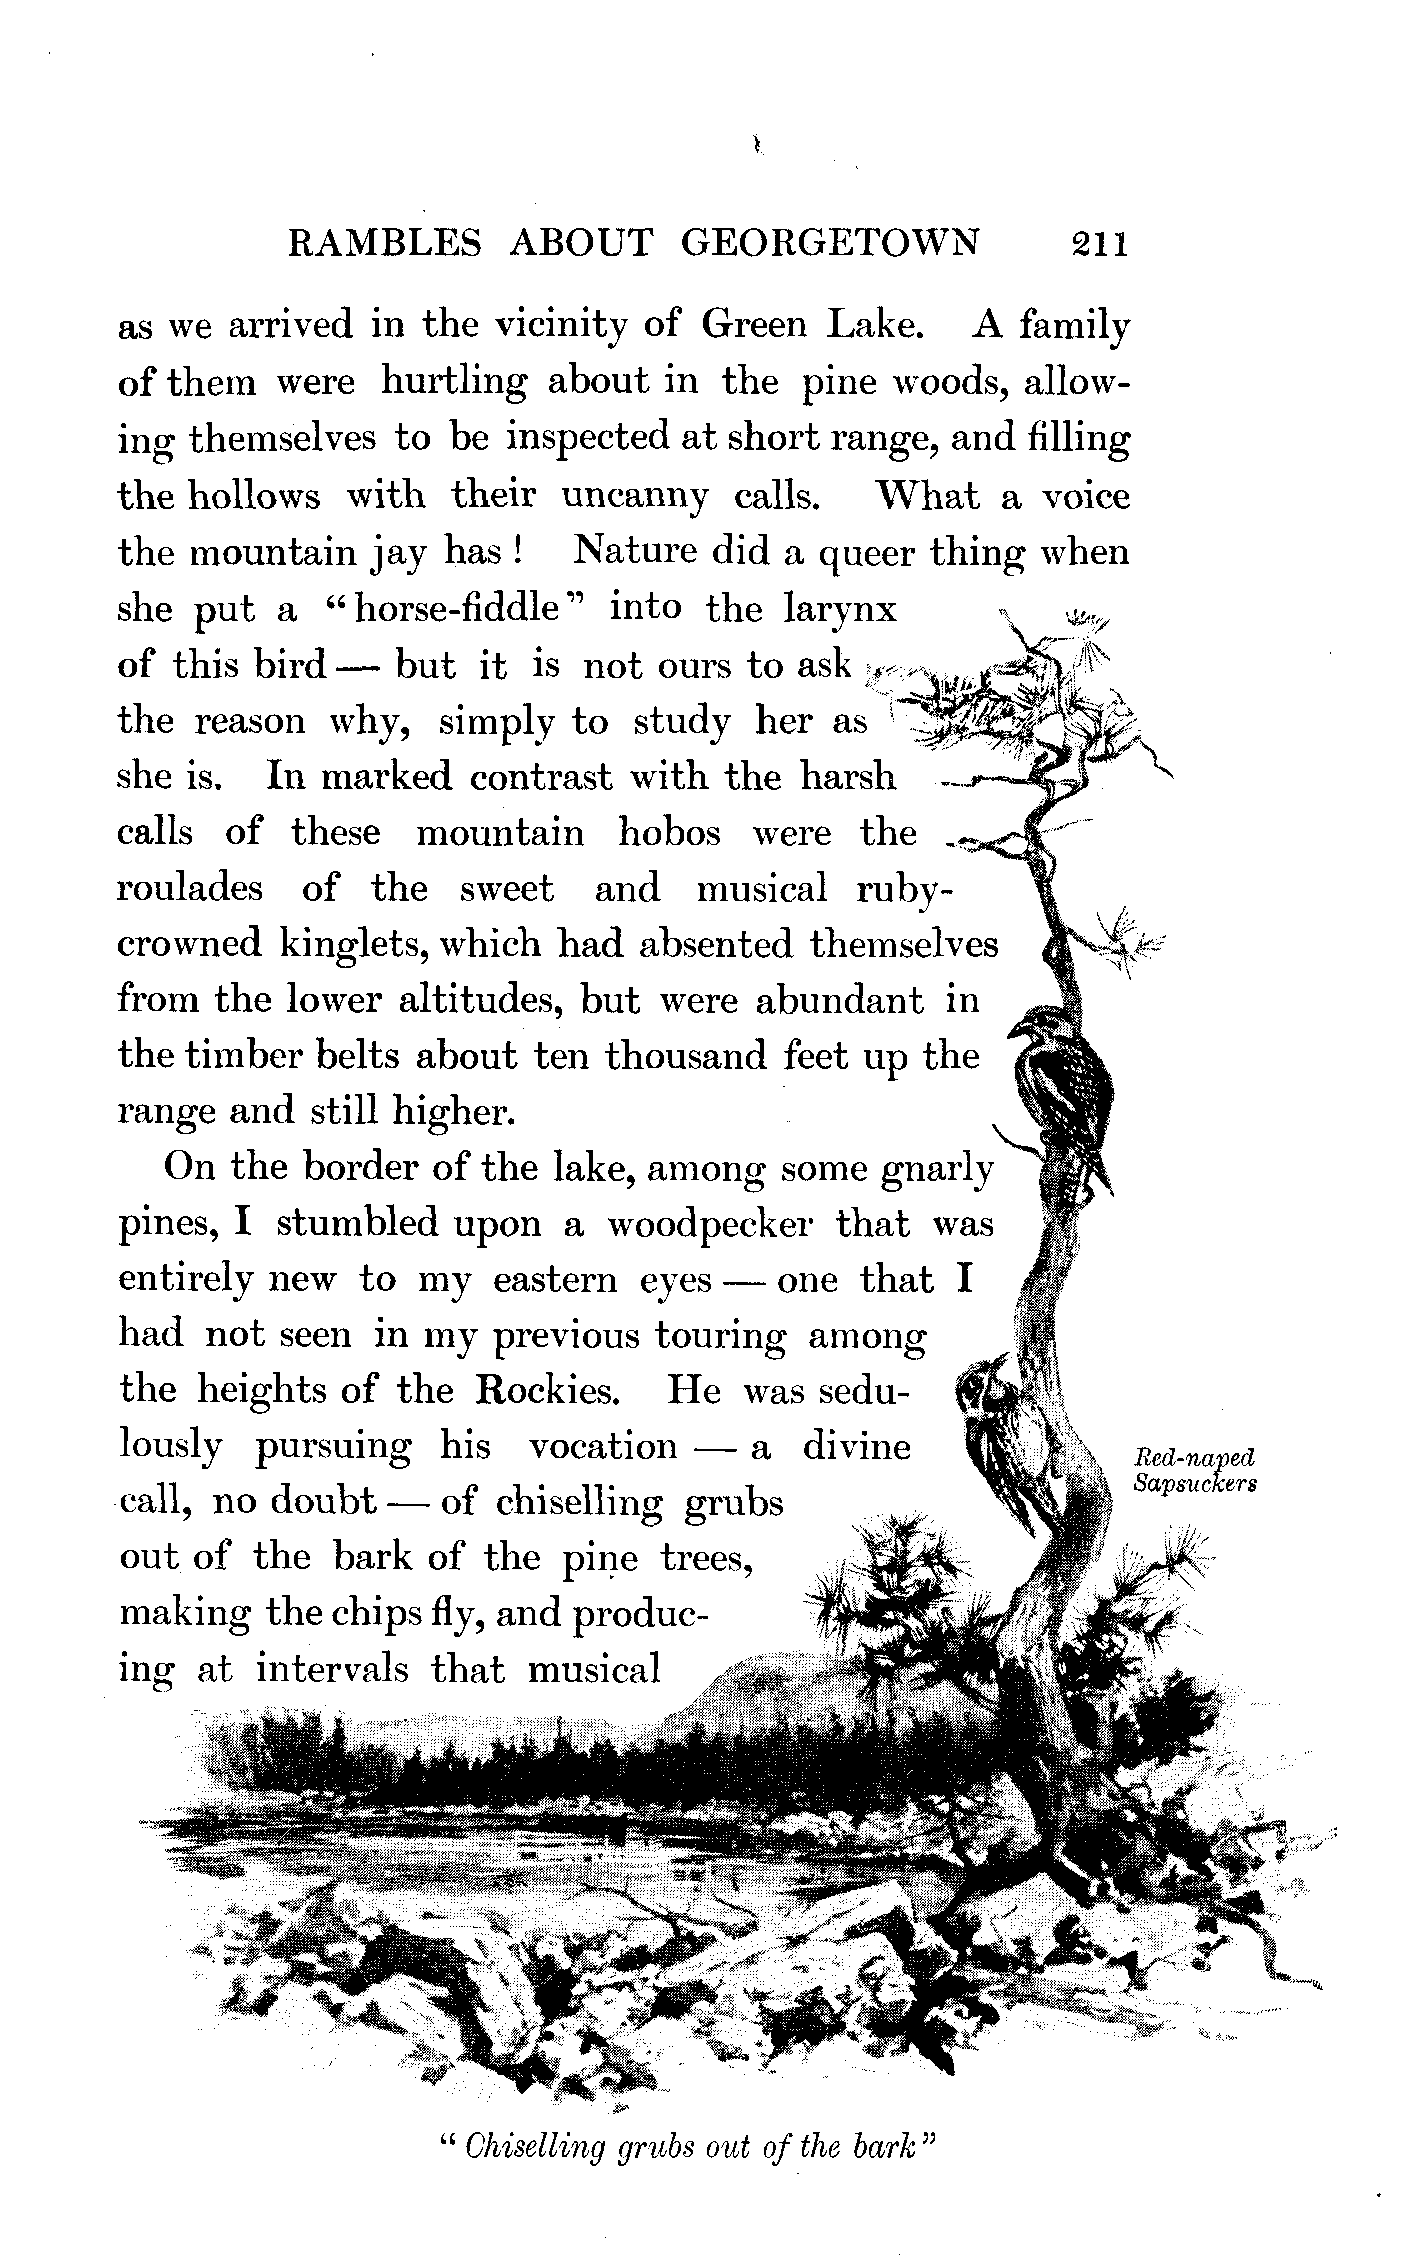 RAMBLES ABOUT GEORGETOWN 211
as we arrived in the vicinity of Green Lake. A family
of them were hurtling about in the pine woods, allow-
ing themselves to be inspected at short range, and filling
the hollows with their uncanny calls. What a voice
the mountain jay has! Nature did a queer thing when
she put a "horse-fiddle" into the larynx
of this bird — but it is not ours to ask
the reason why, simply to study her as
she is. In marked contrast with the harsh
calls of these mountain hobos were the
roulades of the sweet and musical ruby-
crowned kinglets, which had absented themselves
from the lower altitudes, but were abundant in
the timber belts about ten thousand feet up the
range and still higher.
On the border of the lake, among some gnarly
pines, I stumbled upon a woodpecker that was
entirely new to my eastern eyes — one that I
had not seen in my previous touring among
the heights of the Rockies. He was sedu-
lously pursuing his vocation — a divine
call, no doubt — of chiselling grubs
out of the bark of the pine trees,
making the chips fly, and produc-
ing at intervals that musical
Red-naped
Sapsuckers
"Chiselling grubs out of the bark"